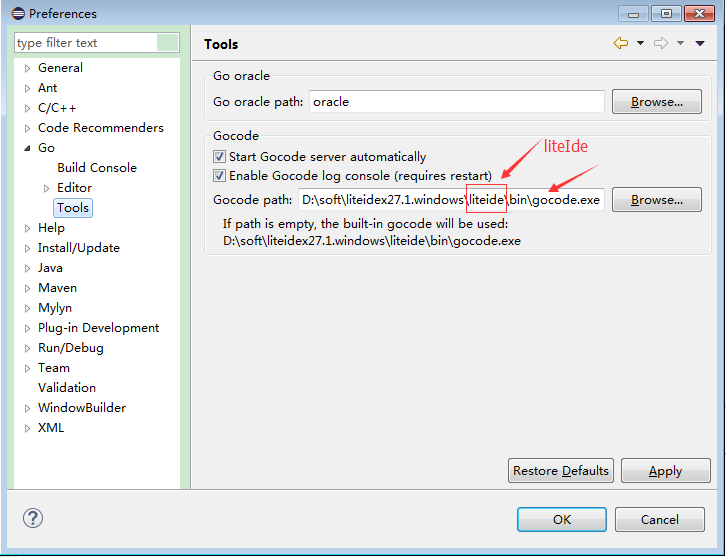 Preferences
type filter text
General
Ant
C/C++
Code Recommenders
Go
Build Console
Editor
Tools
Help
Install/Update
Java
Maven
Mylyn
Plug-in Development
Run/Debug
Team
Validation
WindowBuilder
XML
Tools
Go oracle
Go oracle path: oracle Browse...
Gocode
liteIde
Start Gocode server automatically
Enable Gocode log console (requires restart)
Gocode path: D:\soft\liteidex27.1.windows\liteide\bin\gocode.exe Browse...
If path is empty, the built-in gocode will be used:
D:\soft\liteidex27.1.windows\liteide\bin\gocode.exe
Restore Defaults Apply
OK Cancel